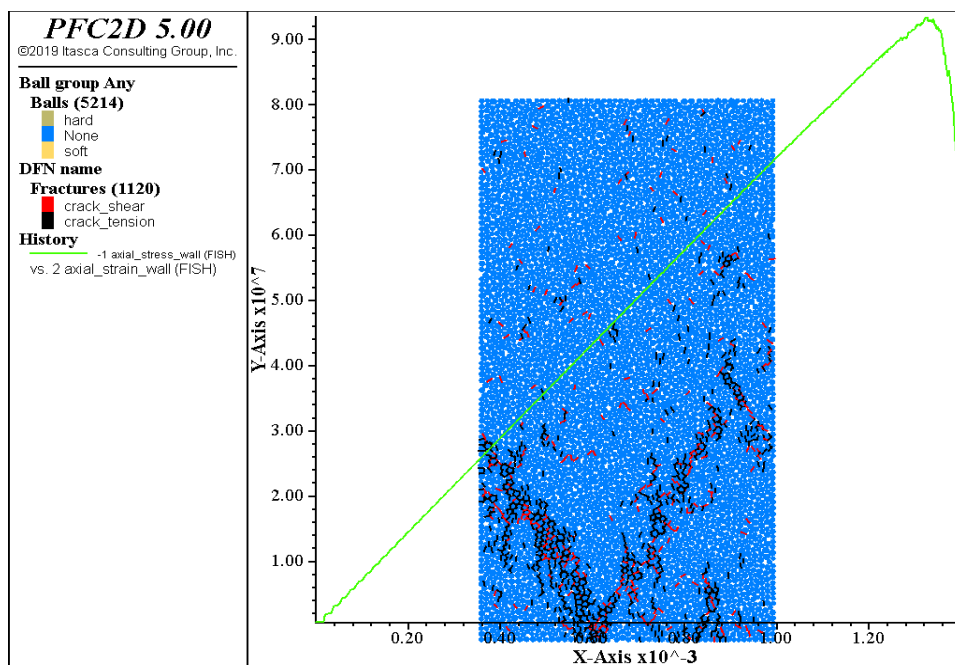 PFC2D 5.00
©2019 Itasca Consulting Group, Inc.
Ball group Any
Balls (5214)
hard
None
soft
DFN name
Fractures (1120)
crack_shear
crack_tension
History
-1 axial_stress_wall (FISH)
vs. 2 axial_strain_wall (FISH)
Y-Axis x10^7
9.00
8.00
7.00
6.00
5.00
4.00
3.00
2.00
1.00
0.20
0.40
0.80
1.00
1.20
X-Axis x10^-3